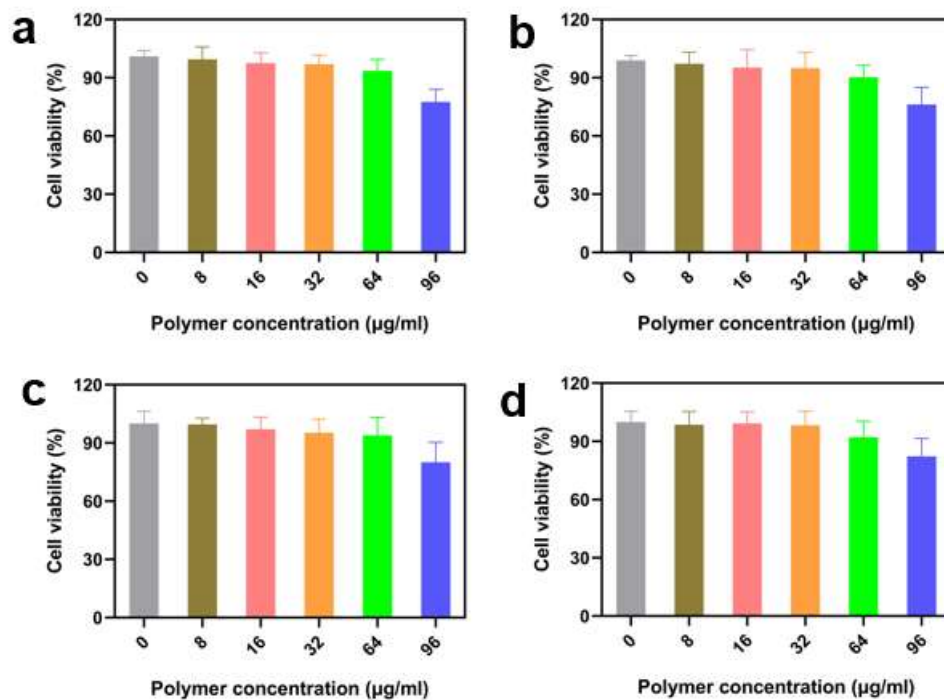 a
Cell viability (%)
120
90
60
30
0
0 8 16 32 64 96
Polymer concentration (µg/ml)
b
Cell viability (%)
120
90
60
30
0
0 8 16 32 64 96
Polymer concentration (µg/ml)
c
Cell viability (%)
120
90
60
30
0
0 8 16 32 64 96
Polymer concentration (µg/ml)
d
Cell viability (%)
120
90
60
30
0
0 8 16 32 64 96
Polymer concentration (µg/ml)